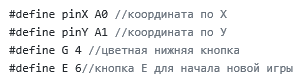 #define pinX A0 //координата по X
#define pinY A1 //координата по У
#define G 4 //цветная нижняя кнопка
#define E 6//кнопка E для начала новой игры